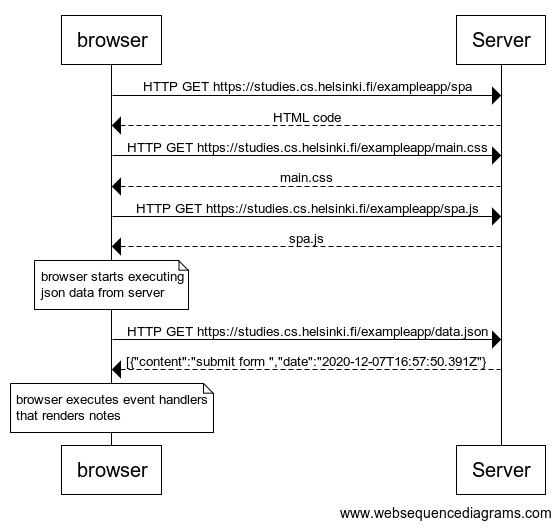 browser
Server
HTTP GET https://studies.cs.helsinki.fi/exampleapp/spa
HTML code
HTTP GET https://studies.cs.helsinki.fi/exampleapp/main.css
main.css
HTTP GET https://studies.cs.helsinki.fi/exampleapp/spa.js
spa.js
browser starts executing
json data from server
HTTP GET https://studies.cs.helsinki.fi/exampleapp/data.json
[{"content":"submit form ","date":"2020-12-07T16:57:50.391Z"}
browser executes event handlers
that renders notes
browser
Server
www.websequencediagrams.com